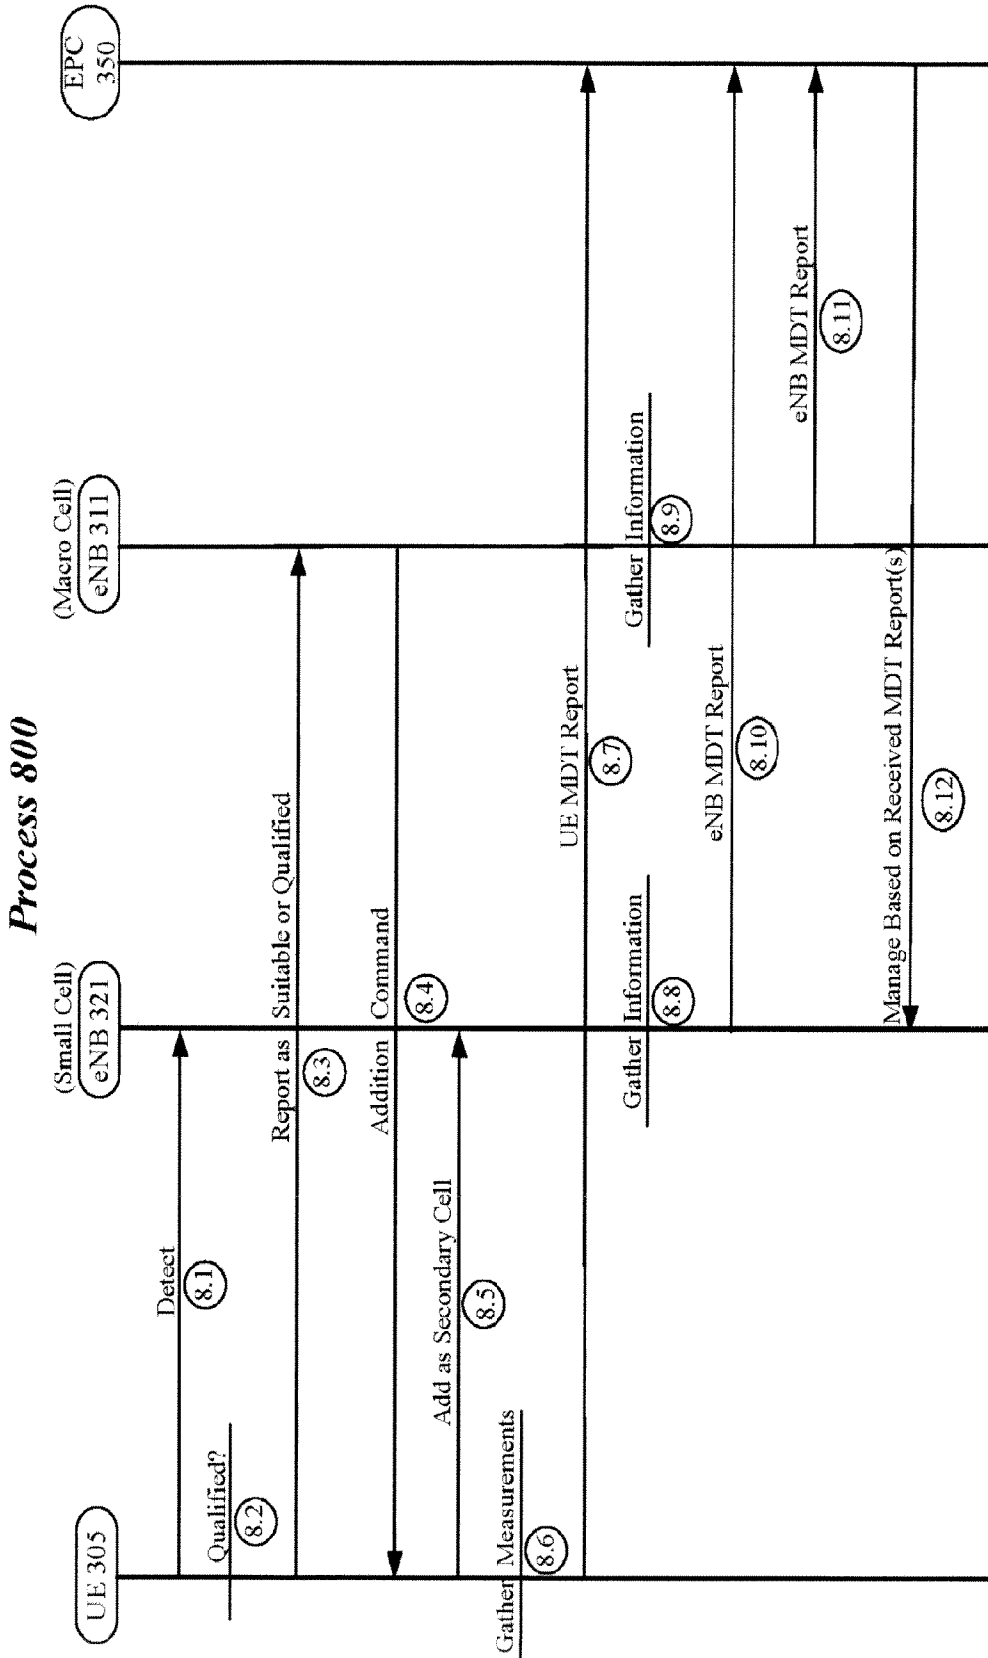 Process 800
UE 305
(Small Cell)
eNB 321
(Macro Cell)
eNB 311
EPC
350
Detect
8.1
Qualified?
8.2
Report as Suitable or Qualified
8.3
Addition Command
8.4
Add as Secondary Cell
8.5
Gather Measurements
8.6
UE MDT Report
8.7
Gather Information
8.8
Gather Information
8.9
eNB MDT Report
8.10
eNB MDT Report
8.11
Manage Based on Received MDT Report(s)
8.12